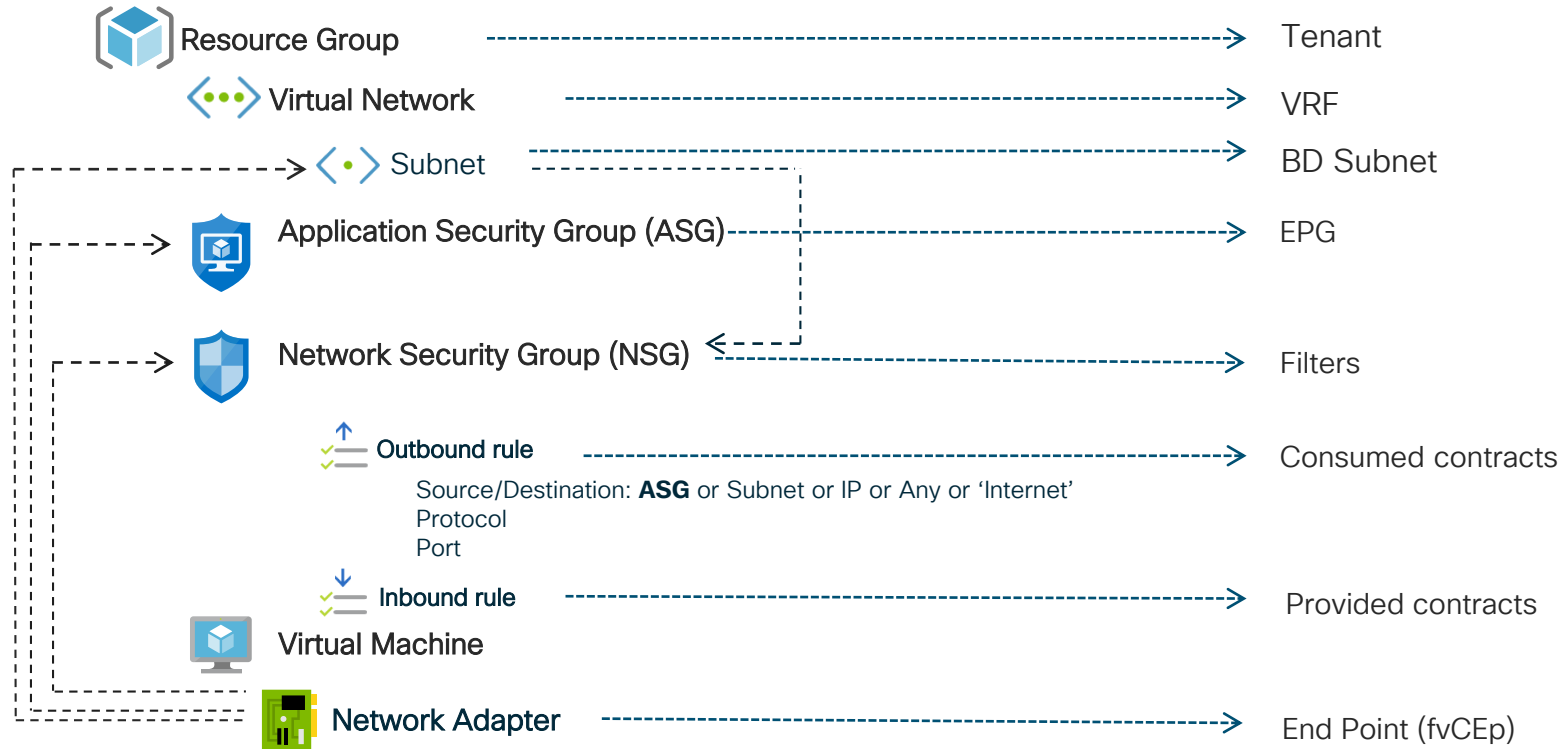 Resource Group
Tenant
Virtual Network
VRF
Subnet
BD Subnet
Application Security Group (ASG)
EPG
Network Security Group (NSG)
Filters
Outbound rule
Consumed contracts
Source/Destination: ASG or Subnet or IP or Any or ‘Internet’
Protocol
Port
Inbound rule
Provided contracts
Virtual Machine
Network Adapter
End Point (fvCEp)